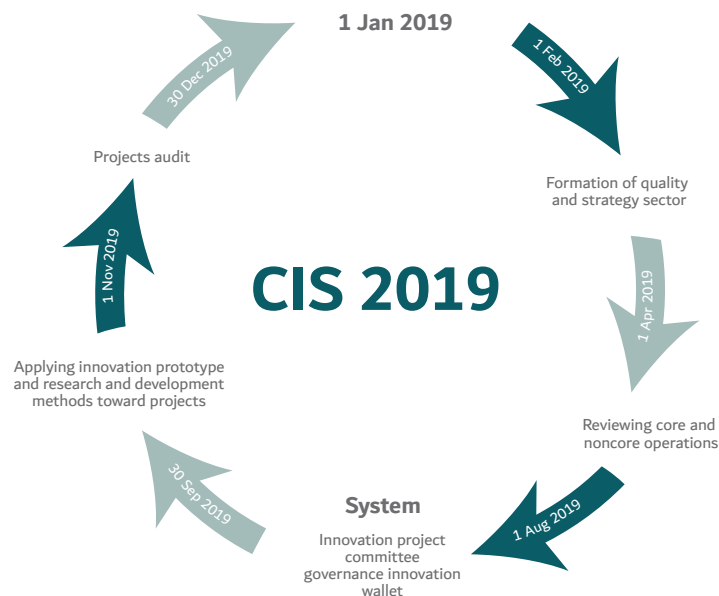 1 Jan 2019
1 Feb 2019
Formation of quality
and strategy sector
1 Apr 2019
Reviewing core and
noncore operations
1 Aug 2019
System
Innovation project
committee
governance innovation
wallet
30 Sep 2019
Applying innovation prototype
and research and development
methods toward projects
1 Nov 2019
Projects audit
30 Dec 2019
CIS 2019